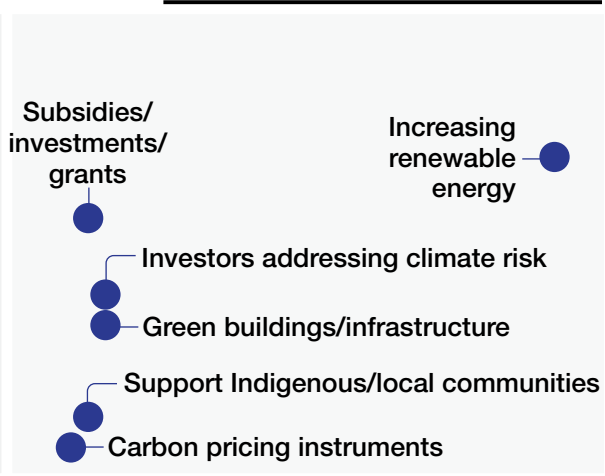 Subsidies/
investments/
grants
Increasing
renewable
energy
Investors addressing climate risk
Green buildings/infrastructure
Support Indigenous/local communities
Carbon pricing instruments